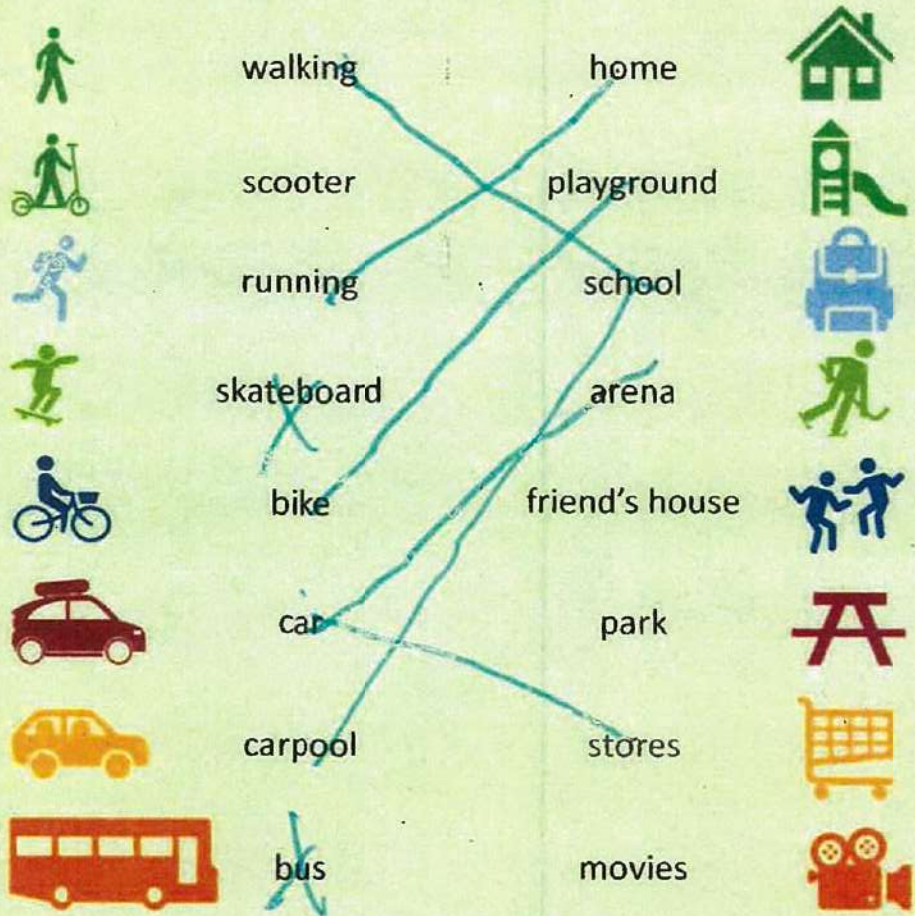 walking home
scooter playground
running school
skateboard arena
bike friend's house
car park
carpool stores
bus movies